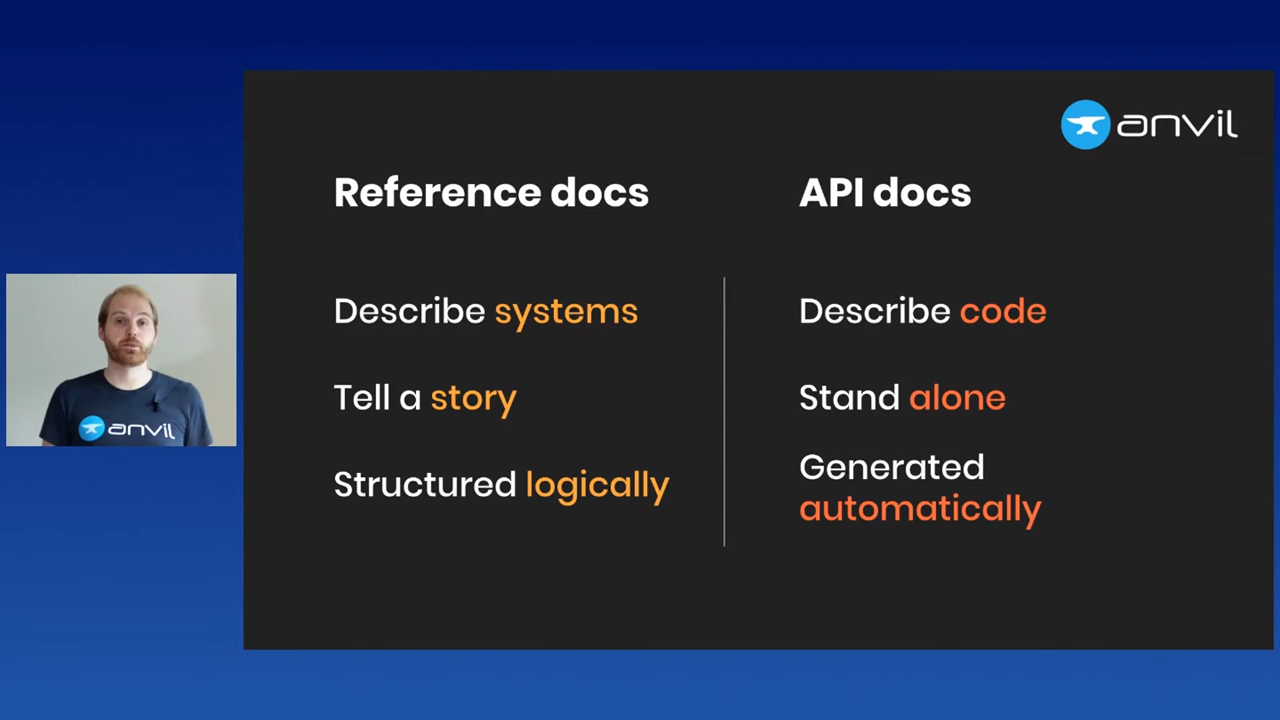 anvil
Reference docs
API docs
Describe systems
Describe code
Tell a story
Stand alone
Structured logically
Generated
automatically
anvil